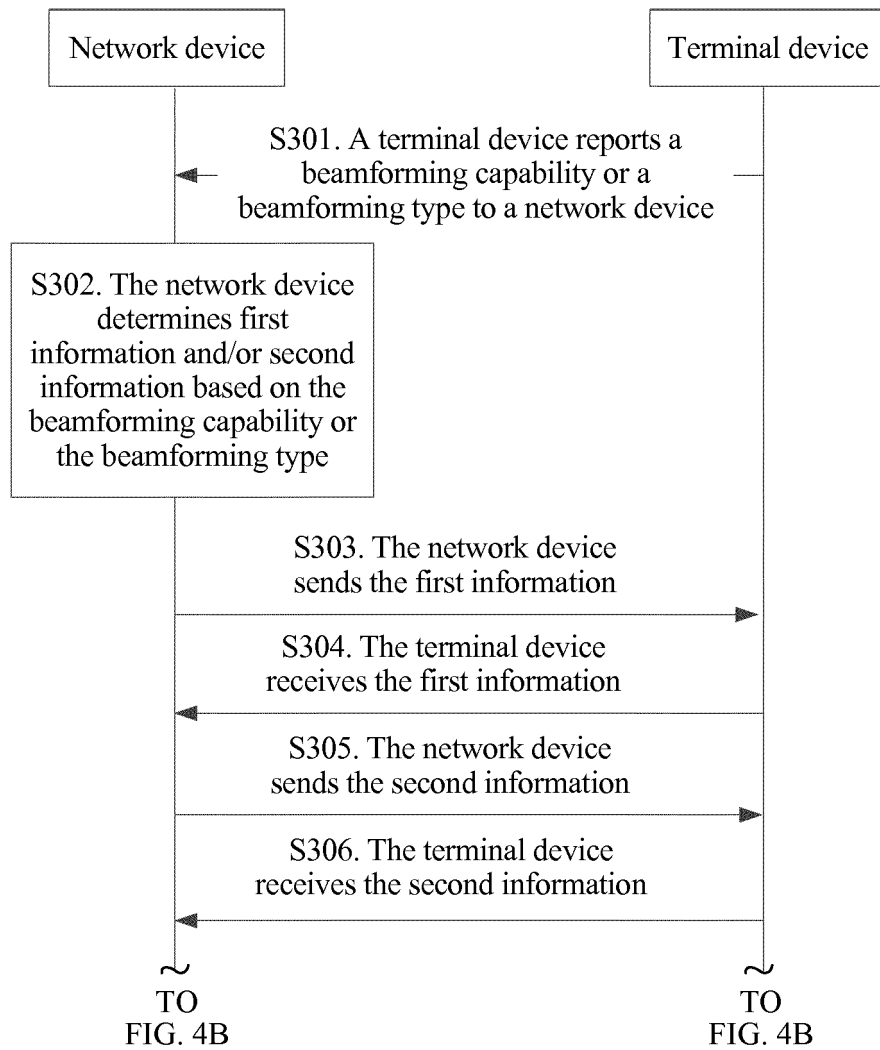 Network device
Terminal device
S301. A terminal device reports a
beamforming capability or a
beamforming type to a network device
S302. The network device
determines first
information and/or second
information based on the
beamforming capability or
the beamforming type
S303. The network device
sends the first information
S304. The terminal device
receives the first information
S305. The network device
sends the second information
S306. The terminal device
receives the second information
TO
FIG. 4B
TO
FIG. 4B